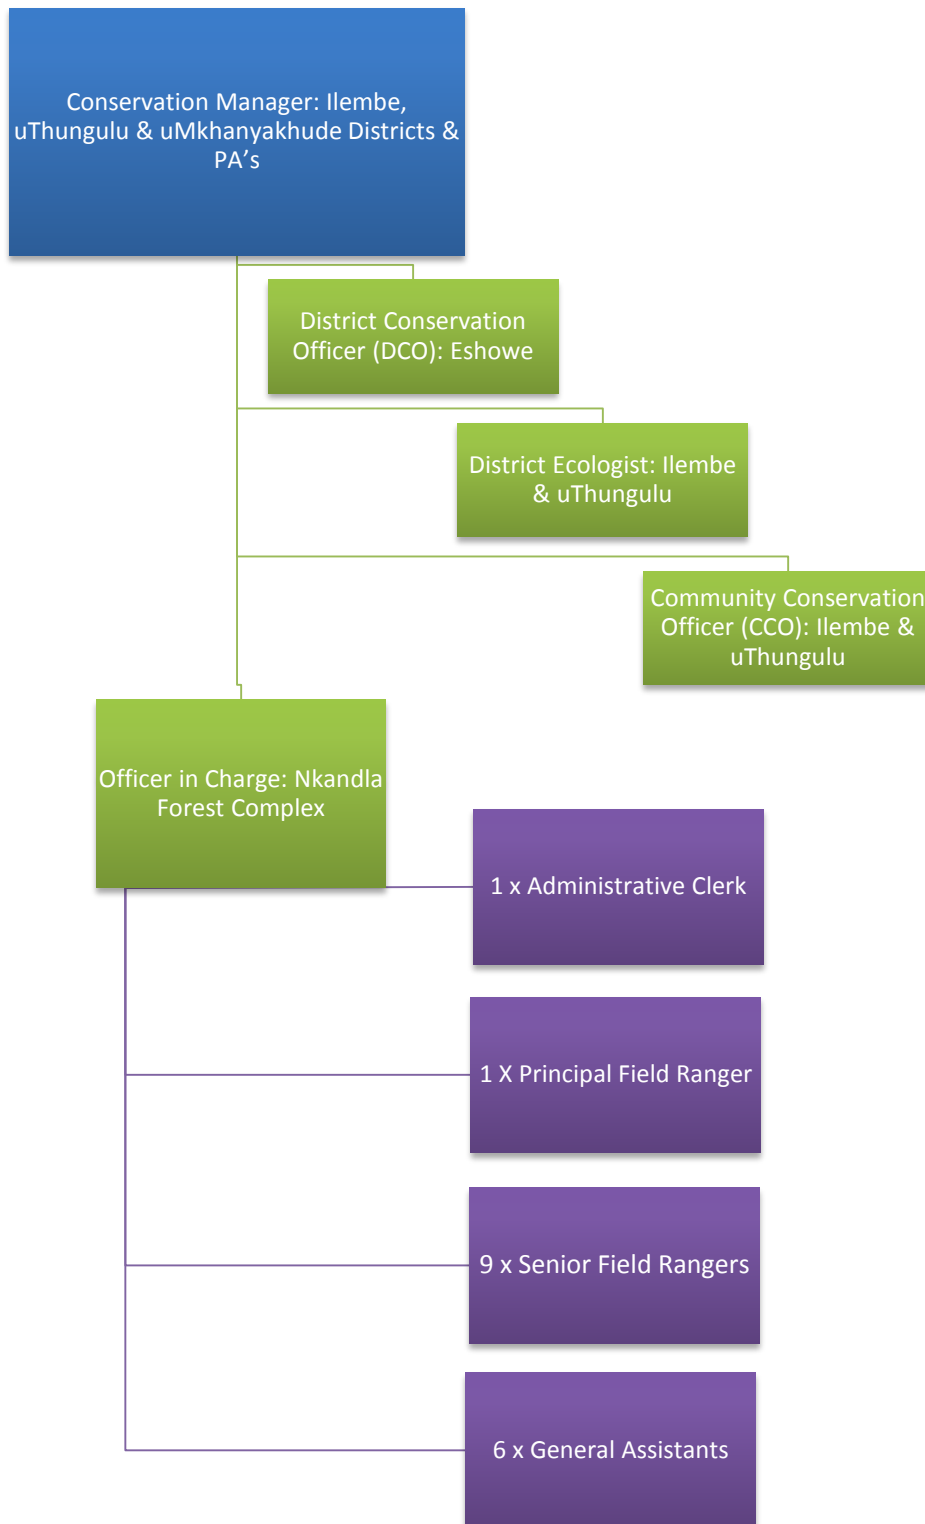 Conservation Manager: Ilembe,
uThungulu & uMkhanyakhude Districts &
PA's
District Conservation
Officer (DCO): Eshowe
District Ecologist: Ilembe
& uThungulu
Community Conservation
Officer (CCO): Ilembe &
uThungulu
Officer in Charge: Nkandla
Forest Complex
1 x Administrative Clerk
1 X Principal Field Ranger
9 x Senior Field Rangers
6 x General Assistants